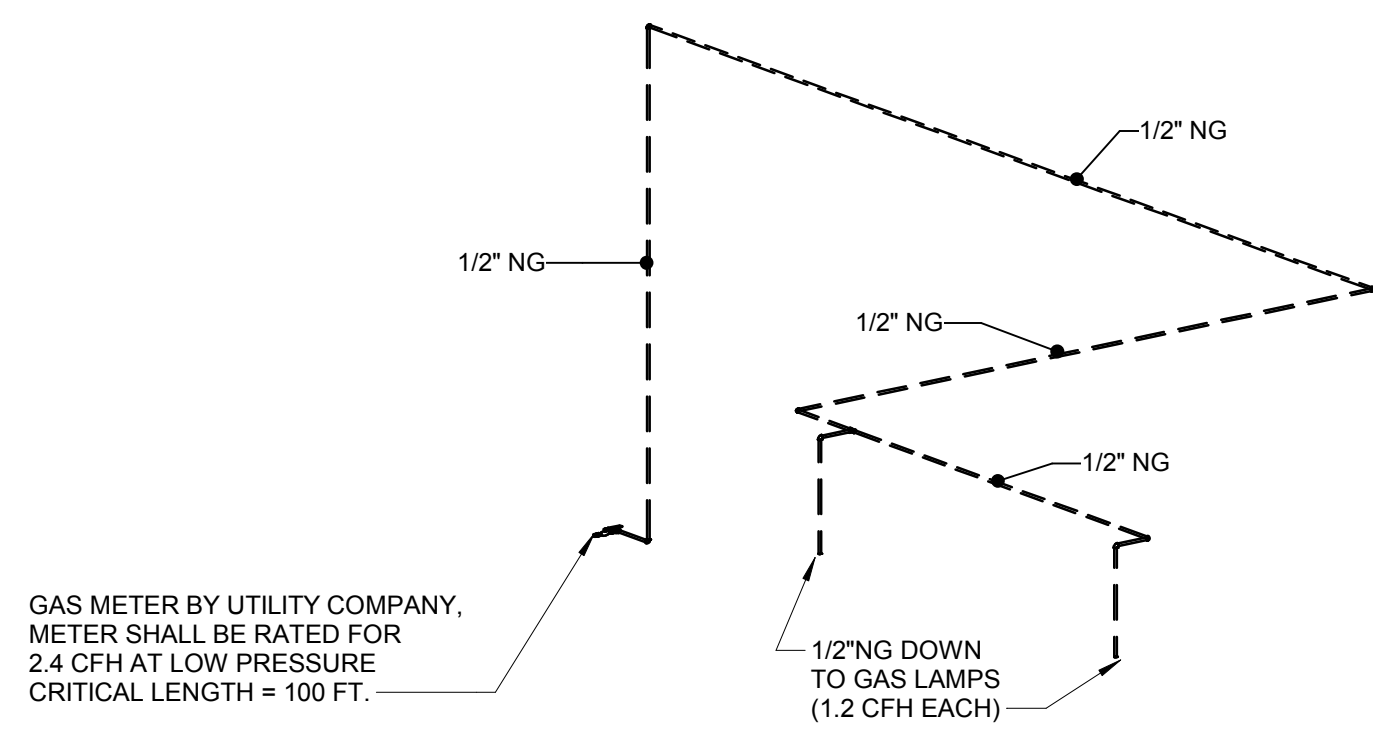 1/2" NG
1/2" NG
1/2" NG
1/2" NG
GAS METER BY UTILITY COMPANY,
METER SHALL BE RATED FOR
2.4 CFH AT LOW PRESSURE
CRITICAL LENGTH = 100 FT.
1/2"NG DOWN
TO GAS LAMPS
(1.2 CFH EACH)